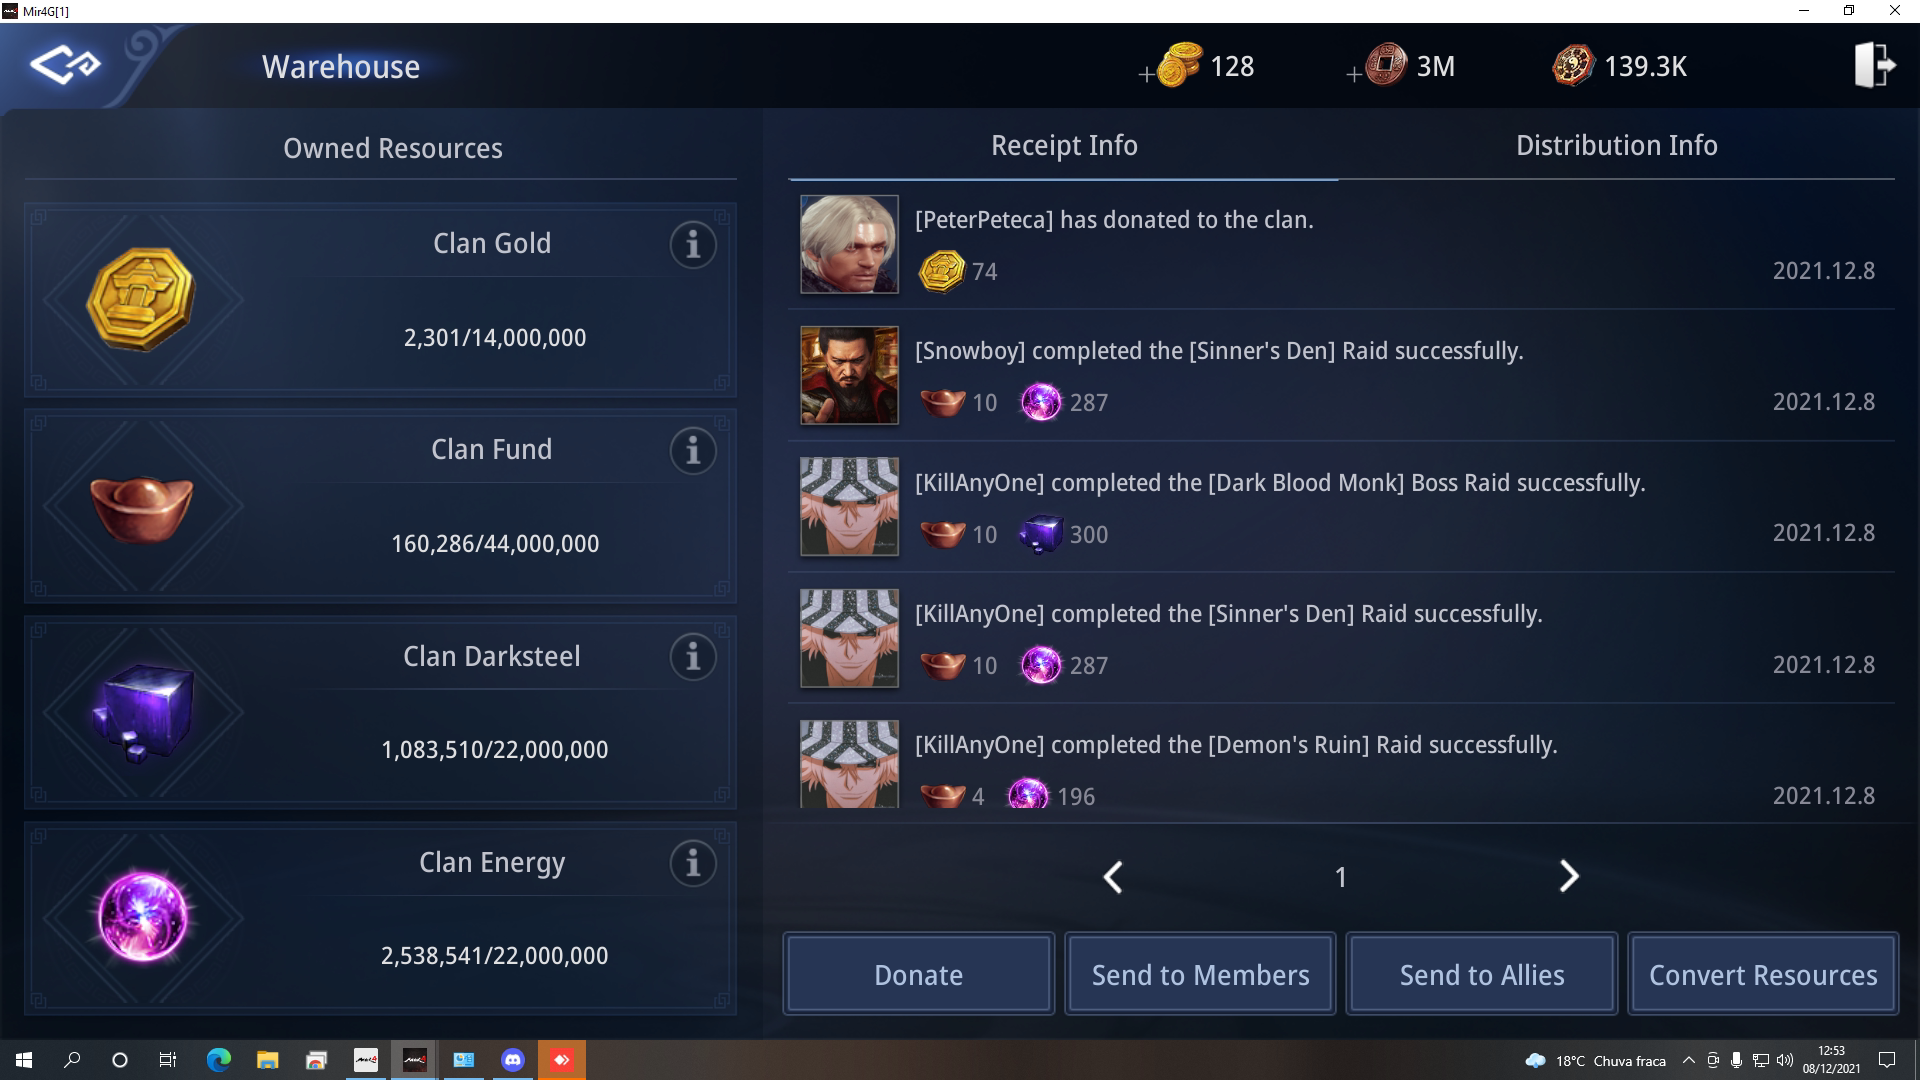 Mir4G[1]
Warehouse
128
3M
139.3K
Owned Resources
Clan Gold
2,301/14,000,000
Clan Fund
160,286/44,000,000
Clan Darksteel
1,083,510/22,000,000
Clan Energy
2,538,541/22,000,000
Receipt Info
Distribution Info
[PeterPeteca] has donated to the clan.
74
2021.12.8
[Snowboy] completed the [Sinner's Den] Raid successfully.
10 287
2021.12.8
[KillAnyOne] completed the [Dark Blood Monk] Boss Raid successfully.
10 300
2021.12.8
[KillAnyOne] completed the [Sinner's Den] Raid successfully.
10 287
2021.12.8
[KillAnyOne] completed the [Demon's Ruin] Raid successfully.
4 196
2021.12.8
1
Donate
Send to Members
Send to Allies
Convert Resources
18°C Chuva fraca
12:53
08/12/2021